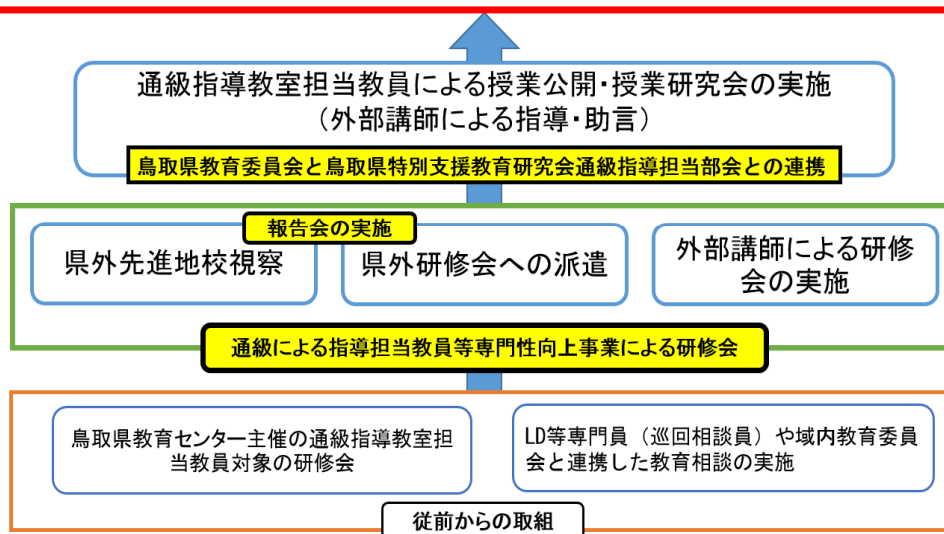 通級指導教室担当教員による授業公開・授業研究会の実施
（外部講師による指導・助言）
鳥取県教育委員会と鳥取県特別支援教育研究会通級指導担当部会との連携
報告会の実施
県外先進地校視察
県外研修会への派遣
外部講師による研修
会の実施
通級による指導担当教員等専門性向上事業による研修会
鳥取県教育センター主催の通級指導教室担
当教員対象の研修会
LD等専門員（巡回相談員）や域内教育委員
会と連携した教育相談の実施
従前からの取組